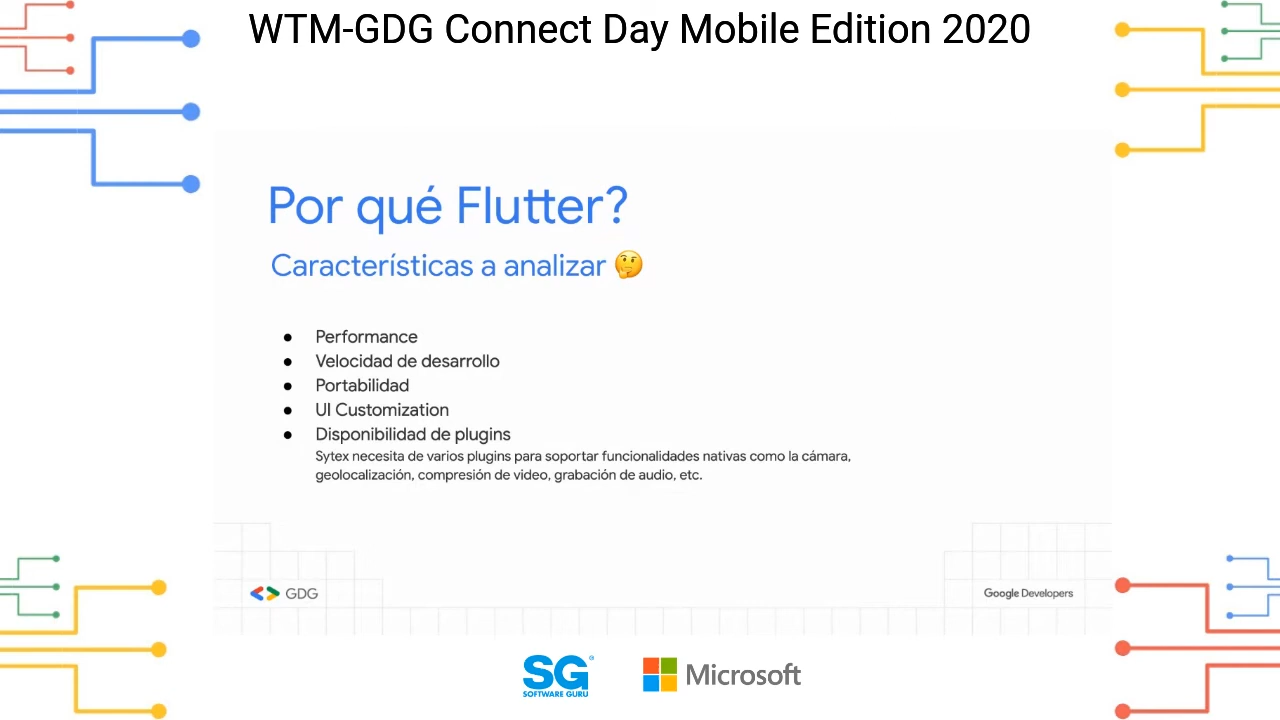 WTM-GDG Connect Day Mobile Edition 2020
Por qué Flutter?
Características a analizar 🤔
● Performance
● Velocidad de desarrollo
● Portabilidad
● UI Customization
● Disponibilidad de plugins
Sytex necesita de varios plugins para soportar funcionalidades nativas como la cámara,
geolocalización, compresión de video, grabación de audio, etc.
GDG
Google Developers
SG®
SOFTWARE GURU
Microsoft